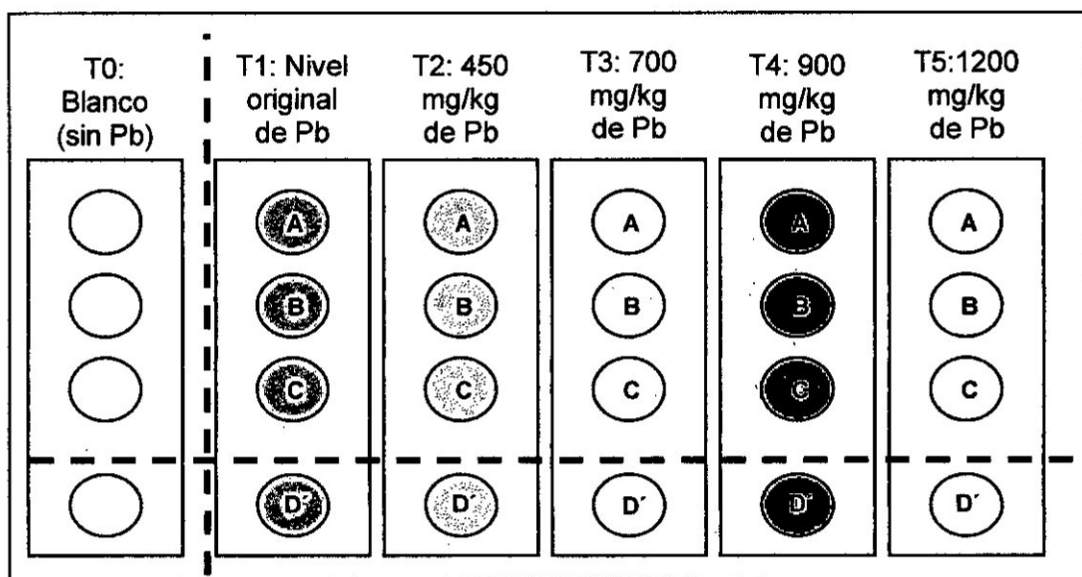 T0:
Blanco
(sin Pb)
T1: Nivel
original
de Pb
T2: 450
mg/kg
de Pb
T3: 700
mg/kg
de Pb
T4: 900
mg/kg
de Pb
T5:1200
mg/kg
de Pb
A A A A A
B B B B B
C C C C C
D´ D´ D´ D´ D´